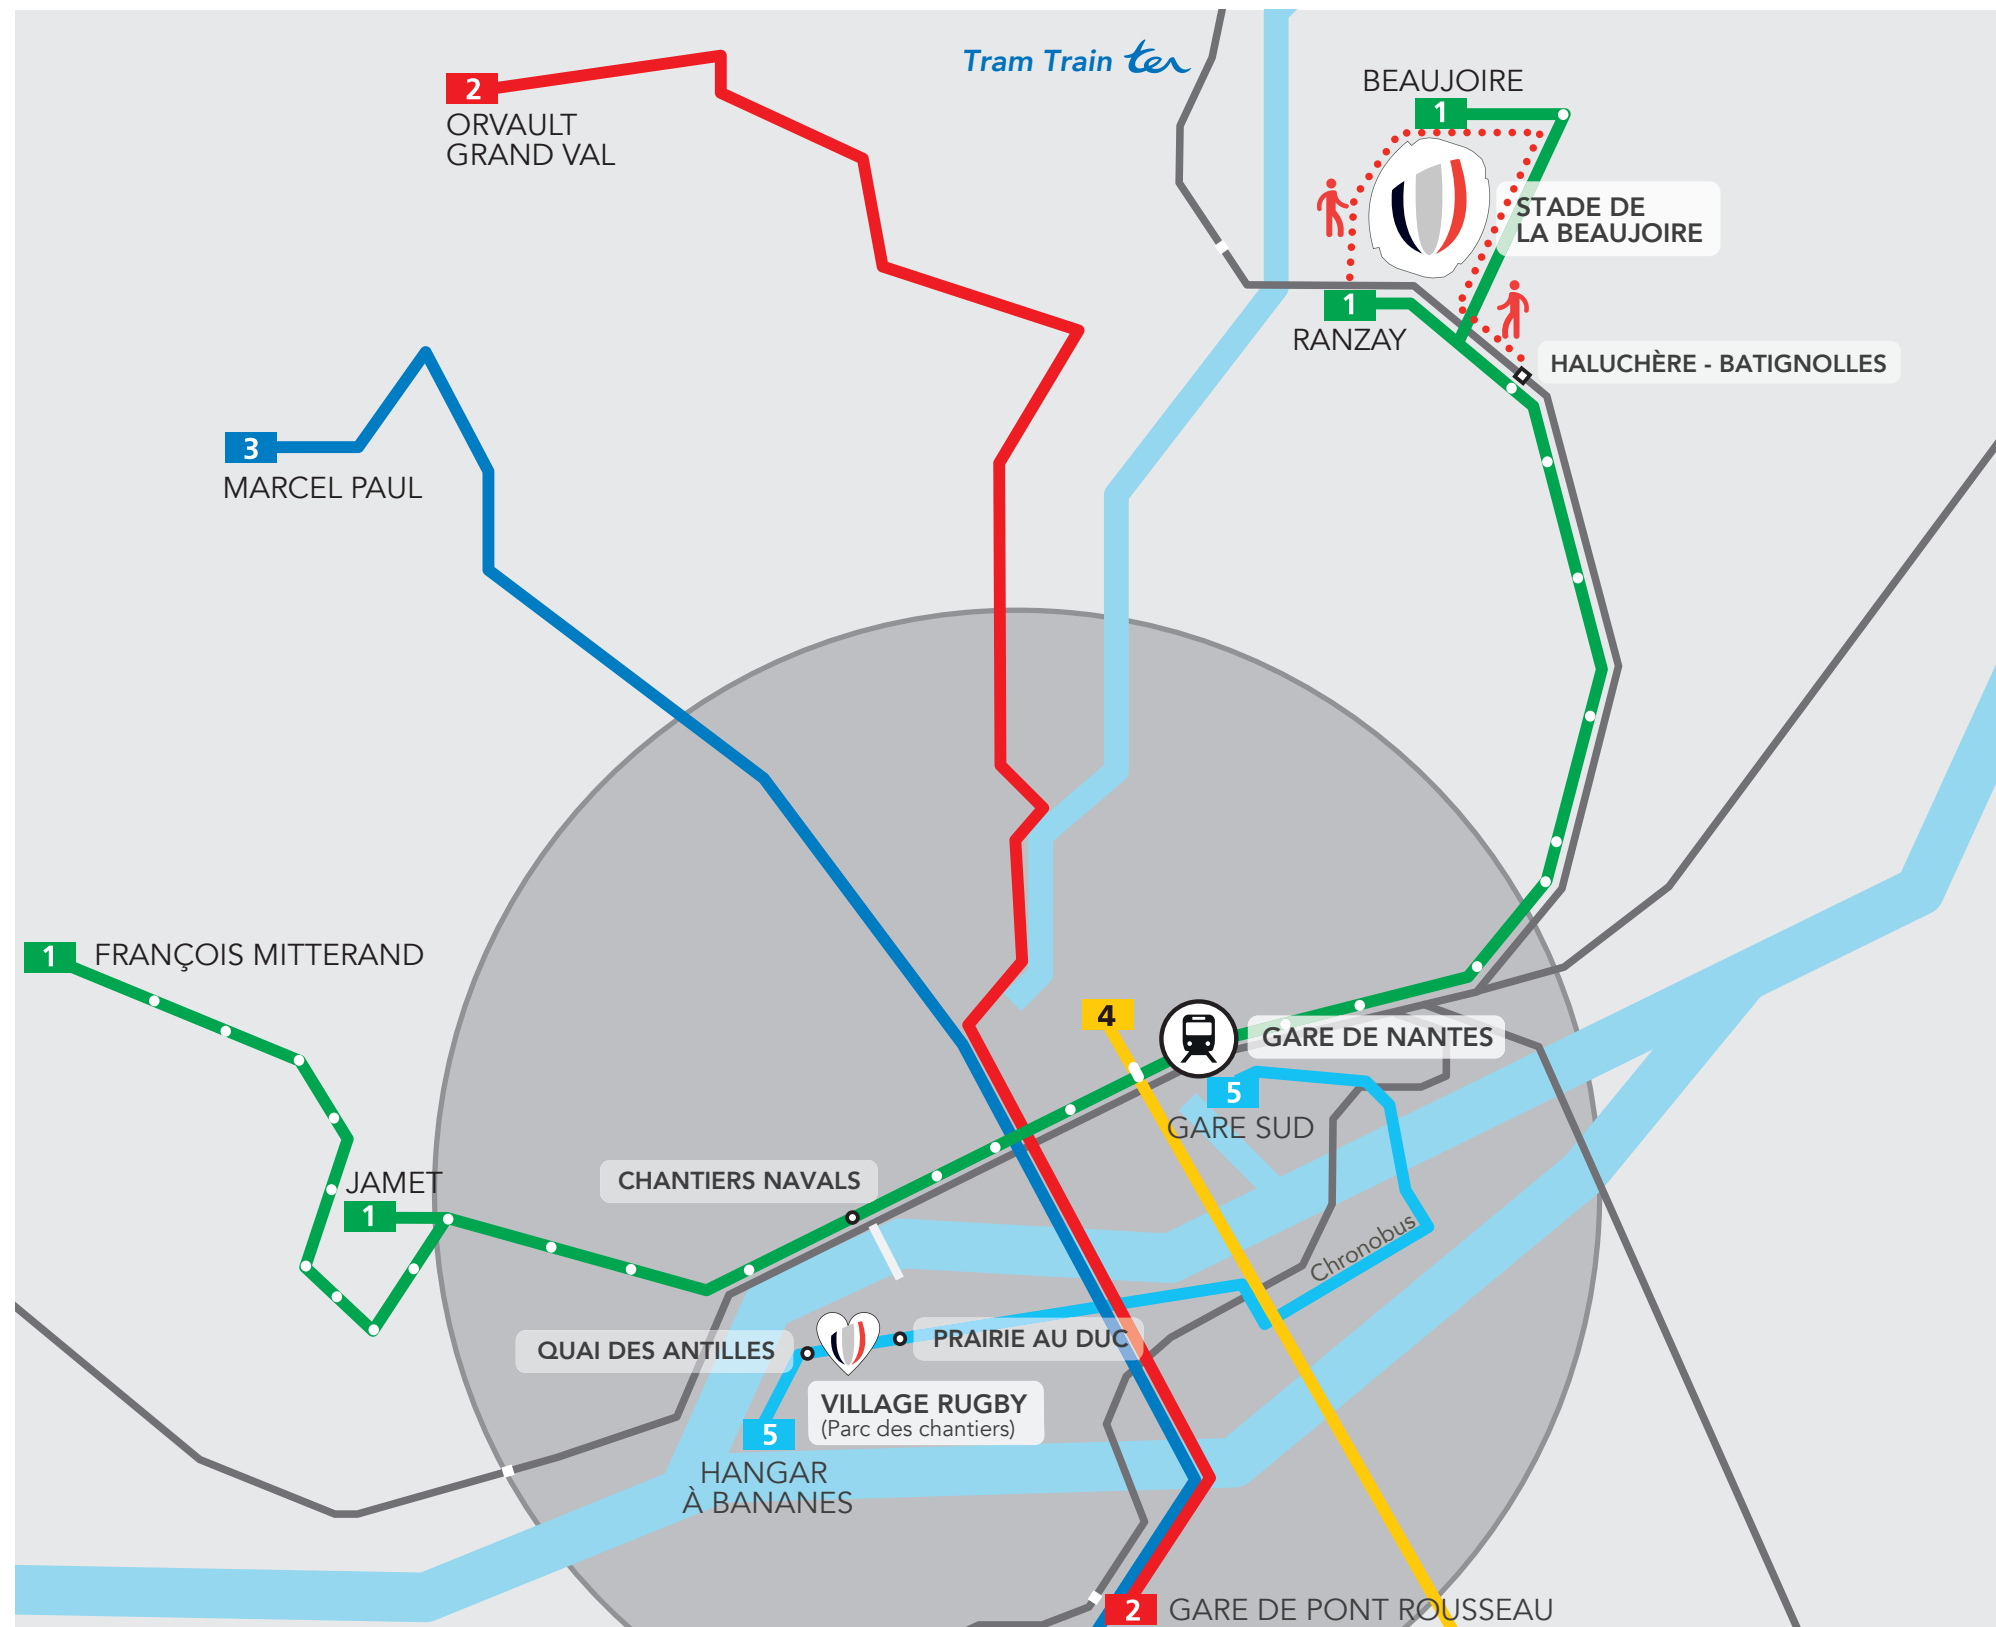 Tram Train ter
BEAUJOIRE
1
2
ORVAULT
GRAND VAL
STADE DE
LA BEAUJOIRE
1
RANZAY
HALUCHÈRE - BATIGNOLLES
3
MARCEL PAUL
1
FRANÇOIS MITTERAND
4
GARE DE NANTES
5
GARE SUD
JAMET
1
CHANTIERS NAVALS
Chronobus
QUAI DES ANTILLES
PRAIRIE AU DUC
VILLAGE RUGBY
(Parc des chantiers)
5
HANGAR
À BANANES
2
GARE DE PONT ROUSSEAU